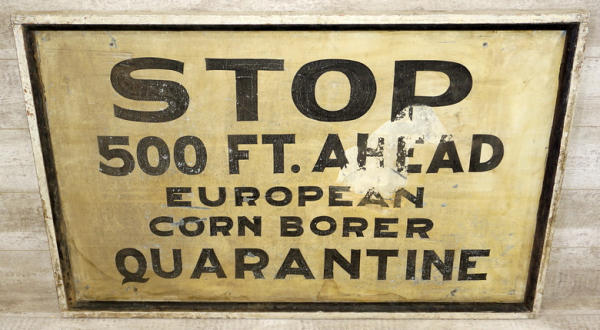 STOP
500 FT. AHEAD
EUROPEAN
CORN BORER
QUARANTINE